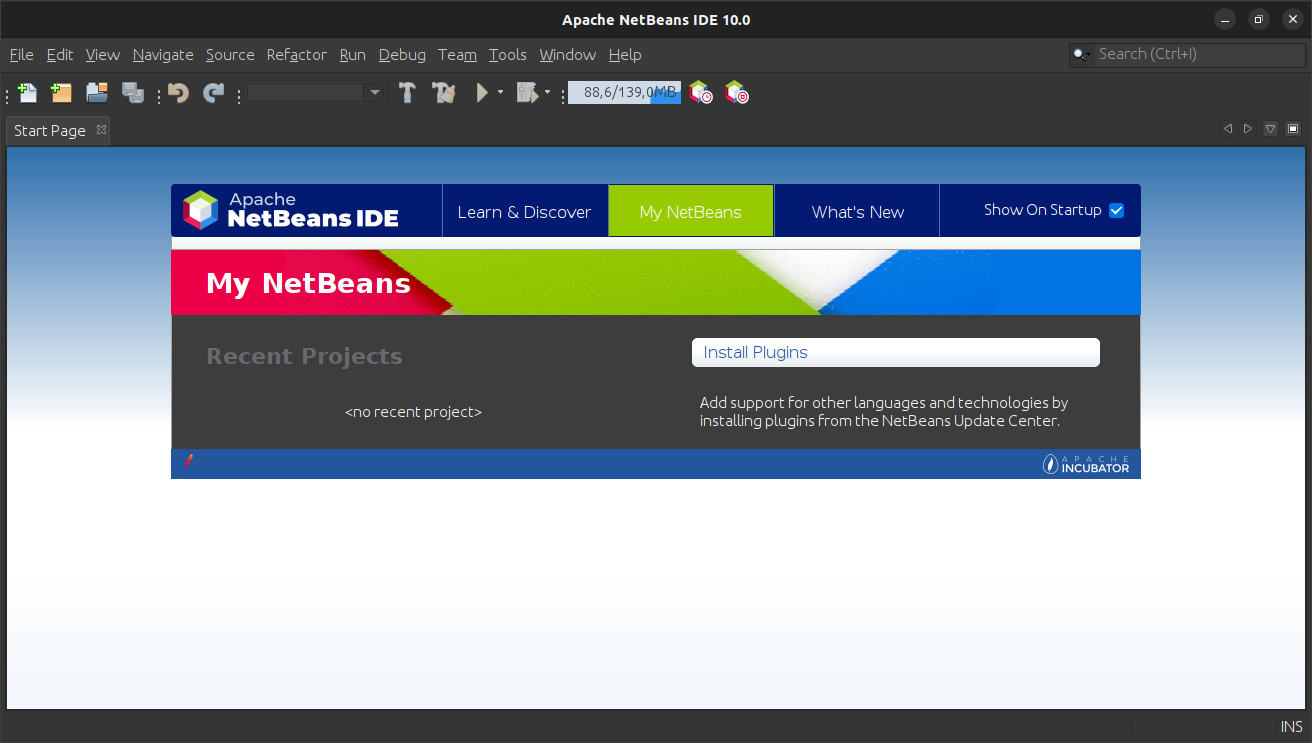 Apache NetBeans IDE 10.0
File Edit View Navigate Source Refactor Run Debug Team Tools Window Help
Search (Ctrl+I)
88,6/139,0MB
Start Page
Apache
NetBeans IDE
Learn & Discover
My NetBeans
What's New
Show On Startup
My NetBeans
Recent Projects
<no recent project>
Install Plugins
Add support for other languages and technologies by
installing plugins from the NetBeans Update Center.
APACHE
INCUBATOR
INS